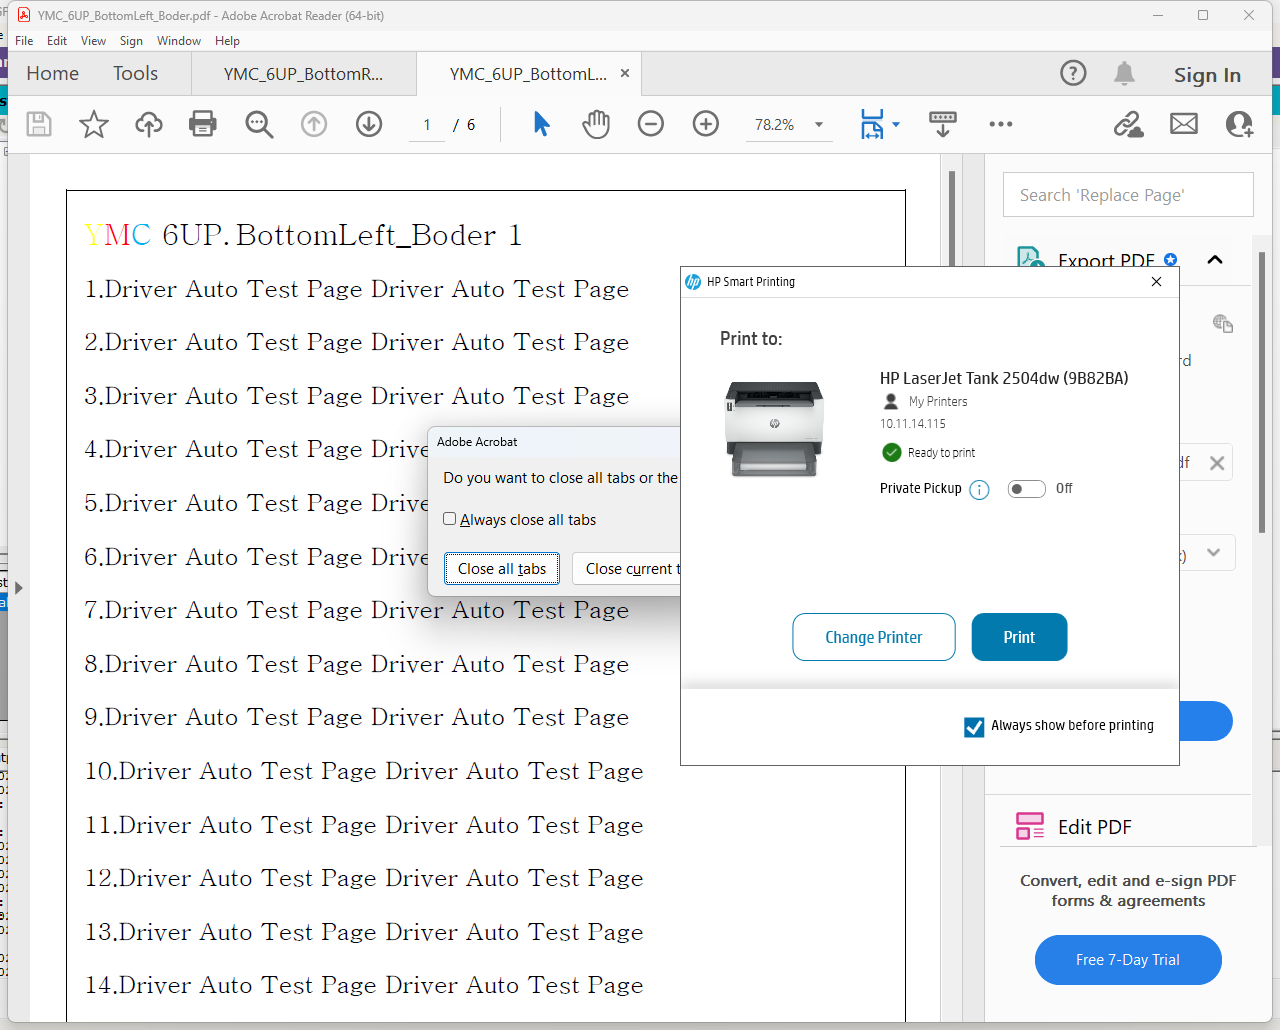 YMC_6UP_BottomLeft_Boder.pdf - Adobe Acrobat Reader (64-bit)
File Edit View Sign Window Help
Home Tools YMC_6UP_BottomR... YMC_6UP_BottomL... Sign In
1 / 6 78.2%
YMC 6UP. BottomLeft_Boder 1
1.Driver Auto Test Page Driver Auto Test Page
2.Driver Auto Test Page Driver Auto Test Page
3.Driver Auto Test Page Driver Auto Test Page
4.Driver Auto Test Page Drive
5.Driver Auto Test Page Drive
6.Driver Auto Test Page Drive
7.Driver Auto Test Page Driver Auto Test Page
8.Driver Auto Test Page Driver Auto Test Page
9.Driver Auto Test Page Driver Auto Test Page
10.Driver Auto Test Page Driver Auto Test Page
11.Driver Auto Test Page Driver Auto Test Page
12.Driver Auto Test Page Driver Auto Test Page
13.Driver Auto Test Page Driver Auto Test Page
14.Driver Auto Test Page Driver Auto Test Page
Adobe Acrobat
Do you want to close all tabs or the
Always close all tabs
Close all tabs Close current t
hp HP Smart Printing
Print to:
HP LaserJet Tank 2504dw (9B82BA)
My Printers
10.11.14.115
Ready to print
Private Pickup Off
Change Printer Print
Always show before printing
Search 'Replace Page'
Export PDF
Edit PDF
Convert, edit and e-sign PDF
forms & agreements
Free 7-Day Trial